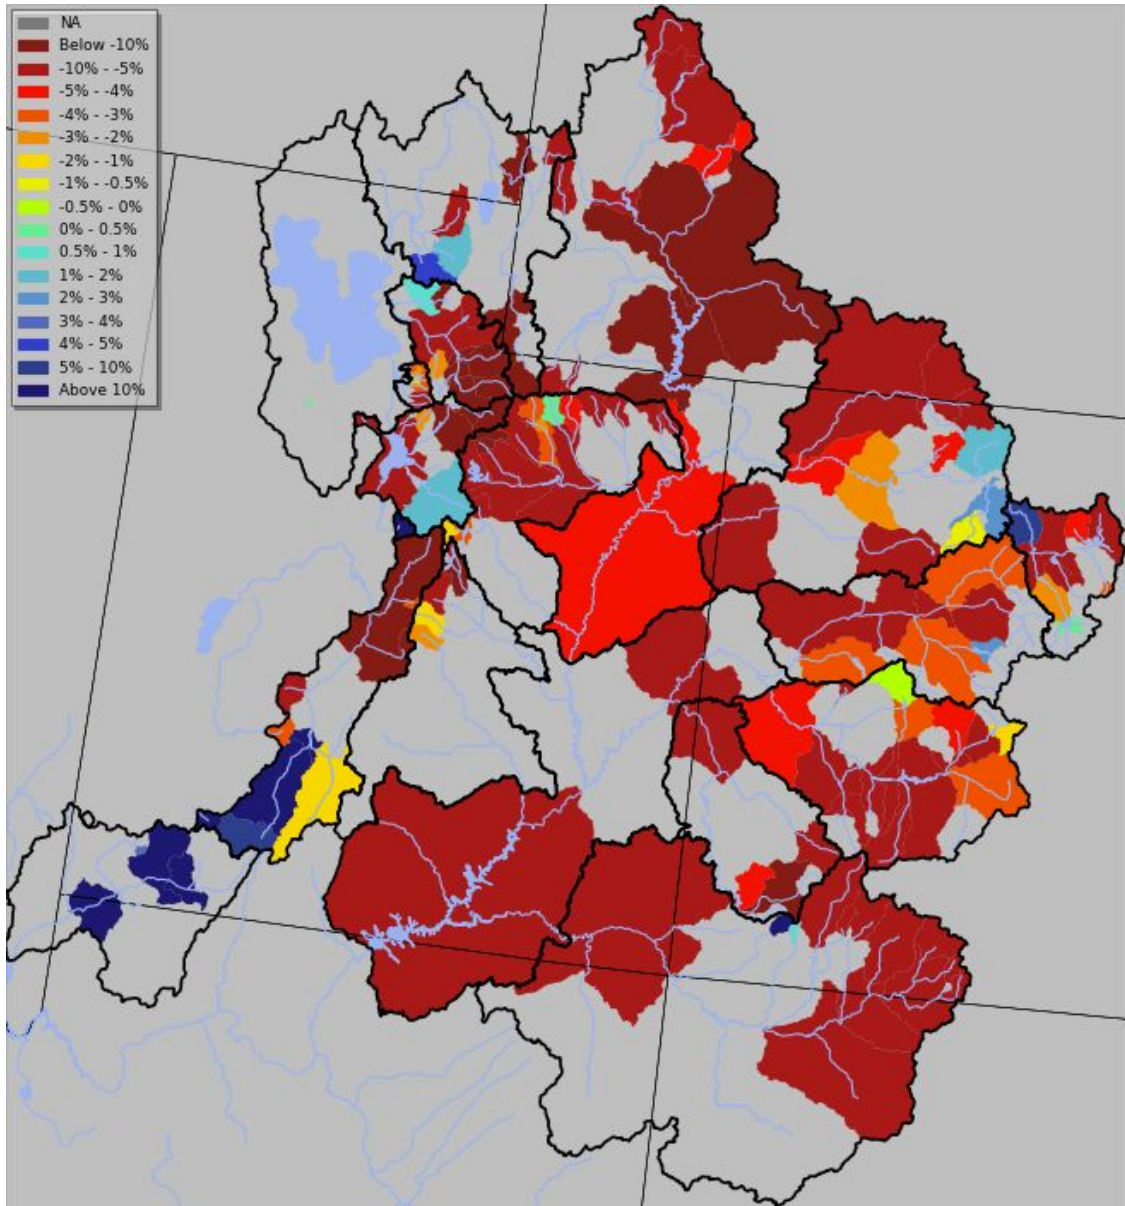 NA
Below -10%
-10% - -5%
-5% - -4%
-4% - -3%
-3% - -2%
-2% - -1%
-1% - -0.5%
-0.5% - 0%
0% - 0.5%
0.5% - 1%
1% - 2%
2% - 3%
3% - 4%
4% - 5%
5% - 10%
Above 10%